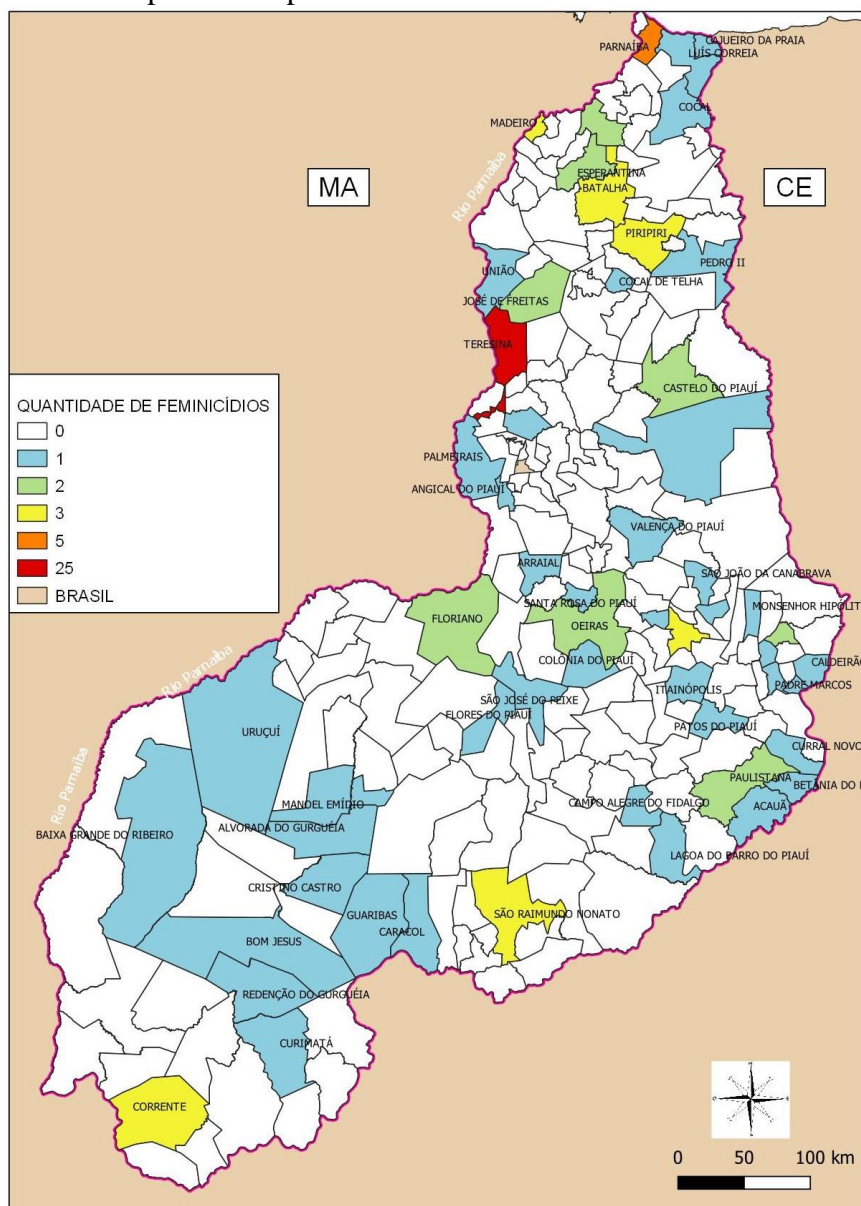 PARNAÍBA
CAJUEIRO DA PRAIA
LUÍS CORREIA
COCAL
MADEIRO
MA
CE
Rio Parnaíba
ESPERANTINA
BATALHA
PIRIPIRI
UNIÃO
PEDRO II
COCAL DE TELHA
JOSÉ DE FREITAS
TERESINA
CASTELO DO PIAUÍ
QUANTIDADE DE FEMINICÍDIOS
0
1
2
3
5
25
BRASIL
PALMEIRAIS
ANGICAL DO PIAUÍ
VALENÇA DO PIAUÍ
ARRAIAL
SÃO JOÃO DA CANABRAVA
SANTA ROSA DO PIAUÍ
MONSENHOR HIPÓLIT
FLORIANO
OEIRAS
COLÔNIA DO PIAUÍ
CALDEIRÃO
Rio Parnaíba
ITAINÓPOLIS
PADRE MARCOS
SÃO JOSÉ DO PEIXE
FLORES DO PIAUÍ
PATOS DO PIAUÍ
URUÇUÍ
CURRAL NOVO
Rio Parnaíba
PAULISTANA
BETÂNIA DO
MANOEL EMÍDIO
CAMPO ALEGRE DO FIDALGO
ACAUÃ
BAIXA GRANDE DO RIBEIRO
ALVORADA DO GURGUÉIA
LAGOA DO BARRO DO PIAUÍ
CRISTINO CASTRO
GUARIBAS
SÃO RAIMUNDO NONATO
CARACOL
BOM JESUS
REDENÇÃO DO GURGUÉIA
CURIMATÁ
CORRENTE
0 50 100 km